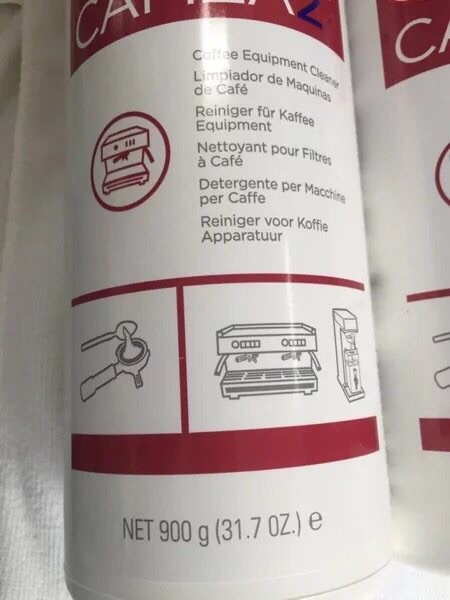 Coffee Equipment Cleaner
Limpiador de Maquinas
de Café
Reiniger für Kaffee
Equipment
Nettoyant pour Filtres
à Café
Detergente per Macchine
per Caffe
Reiniger voor Koffie
Apparatuur
NET 900 g (31.7 OZ.) e